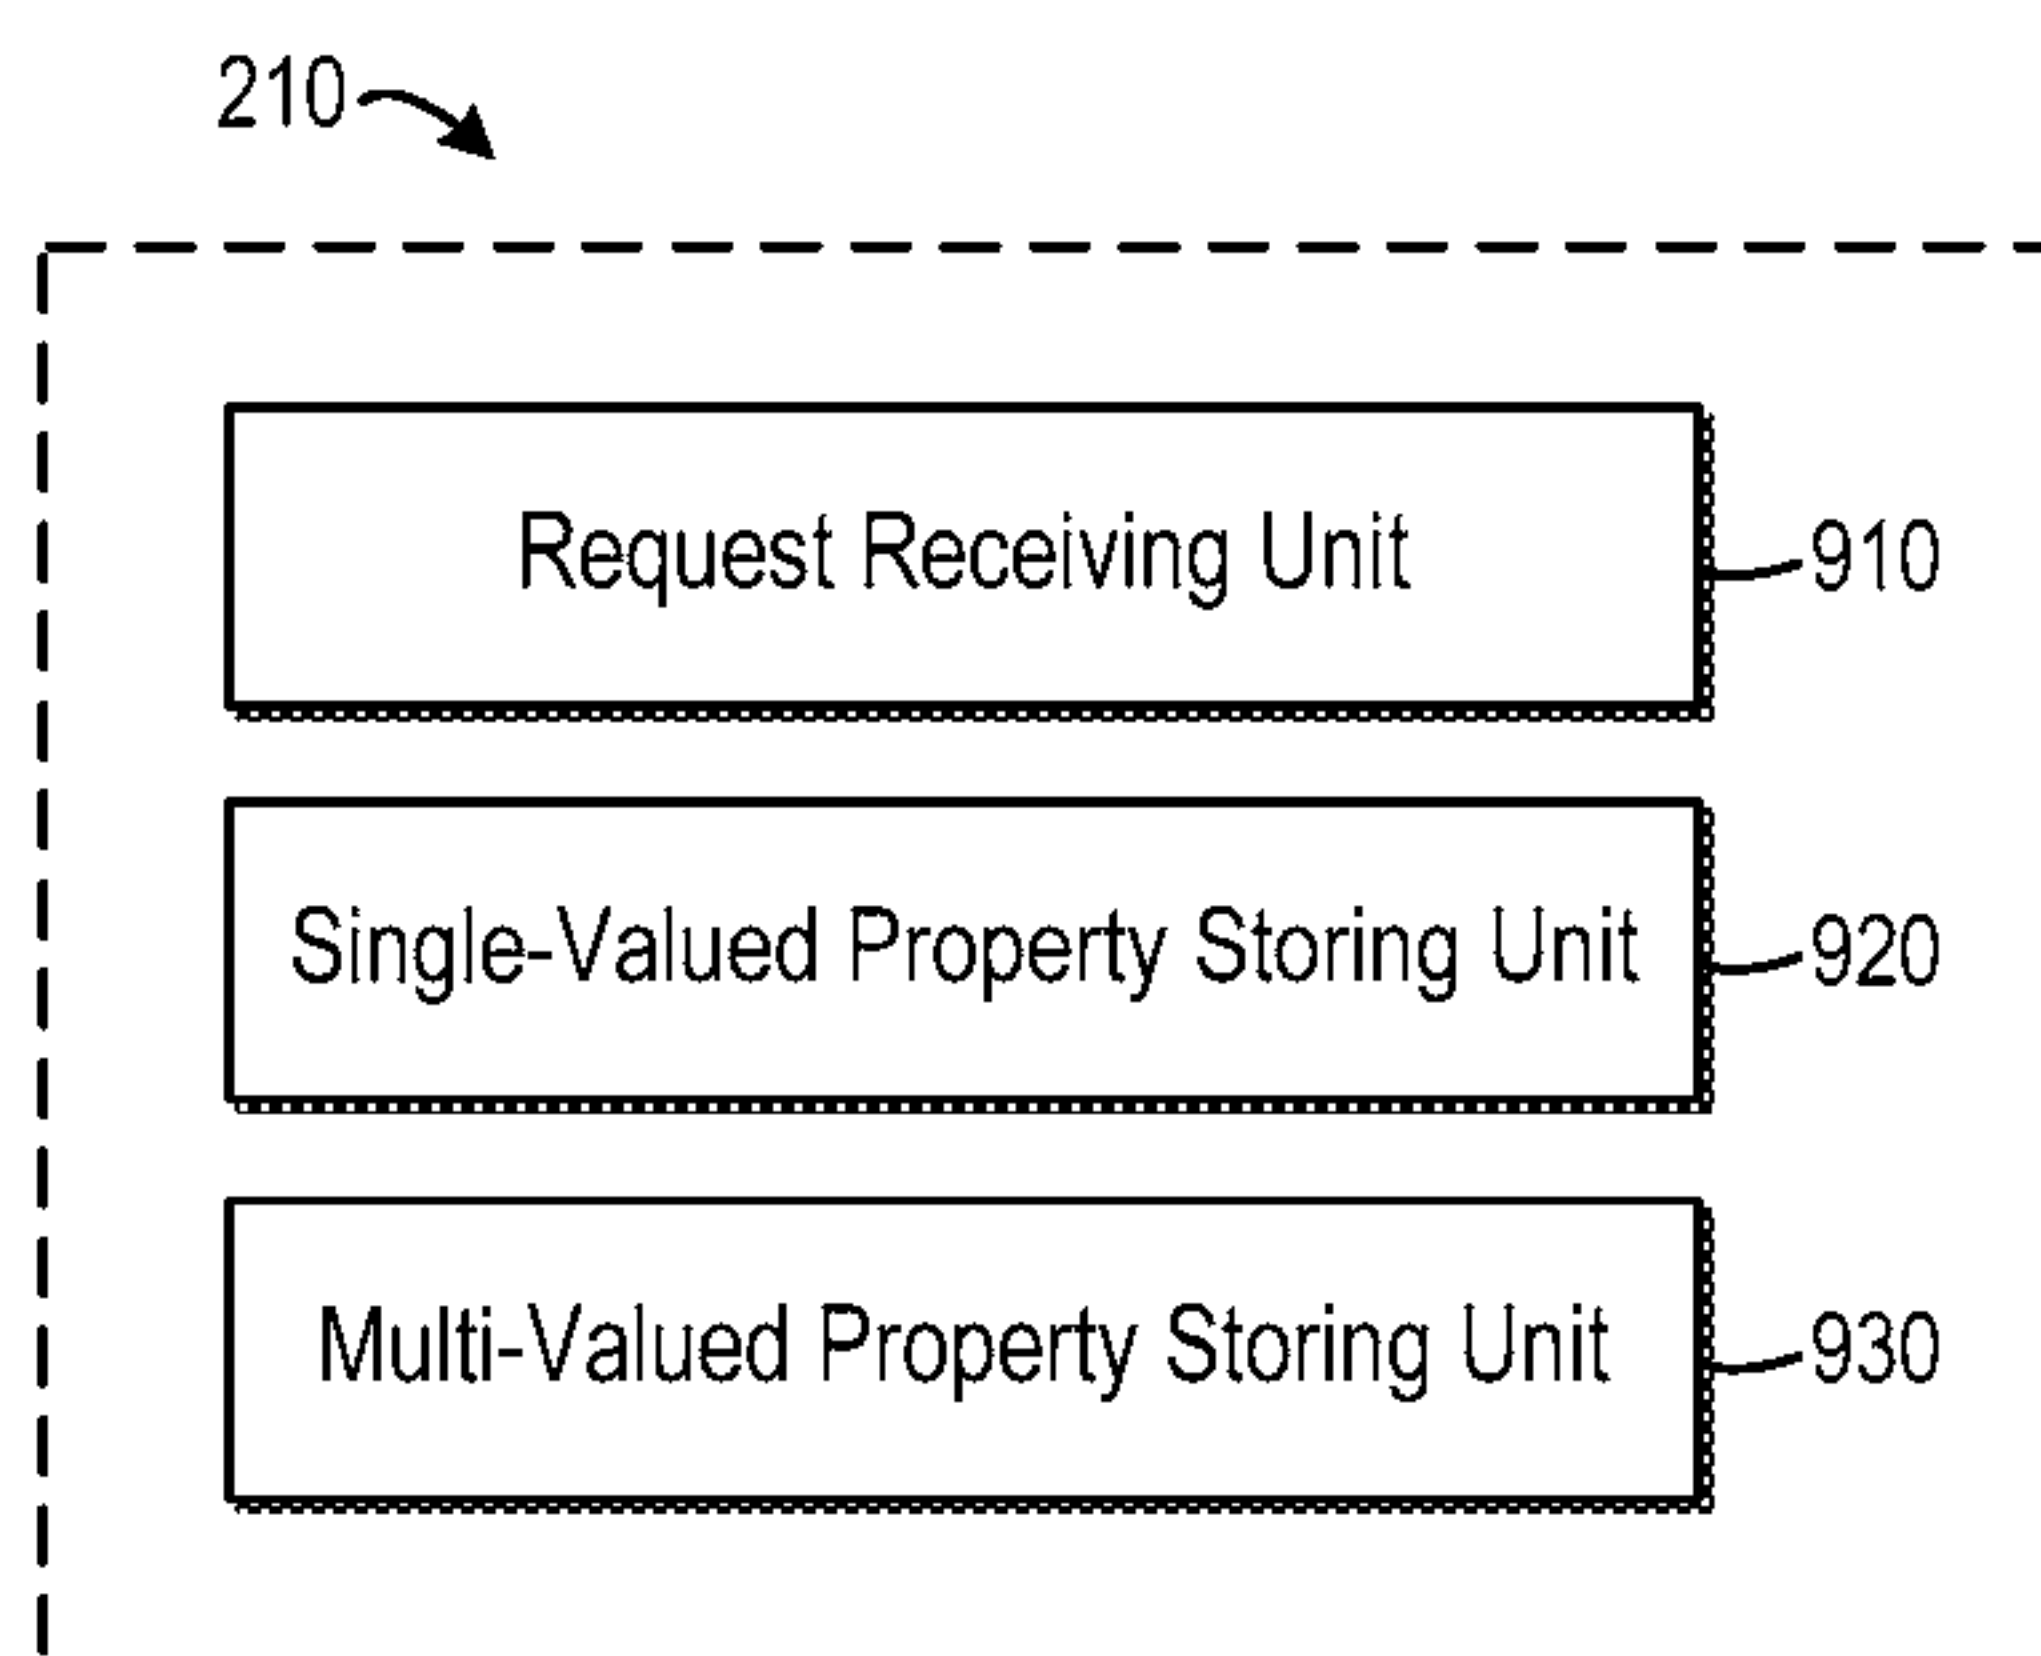 210
Request Receiving Unit 910
Single-Valued Property Storing Unit 920
Multi-Valued Property Storing Unit 930